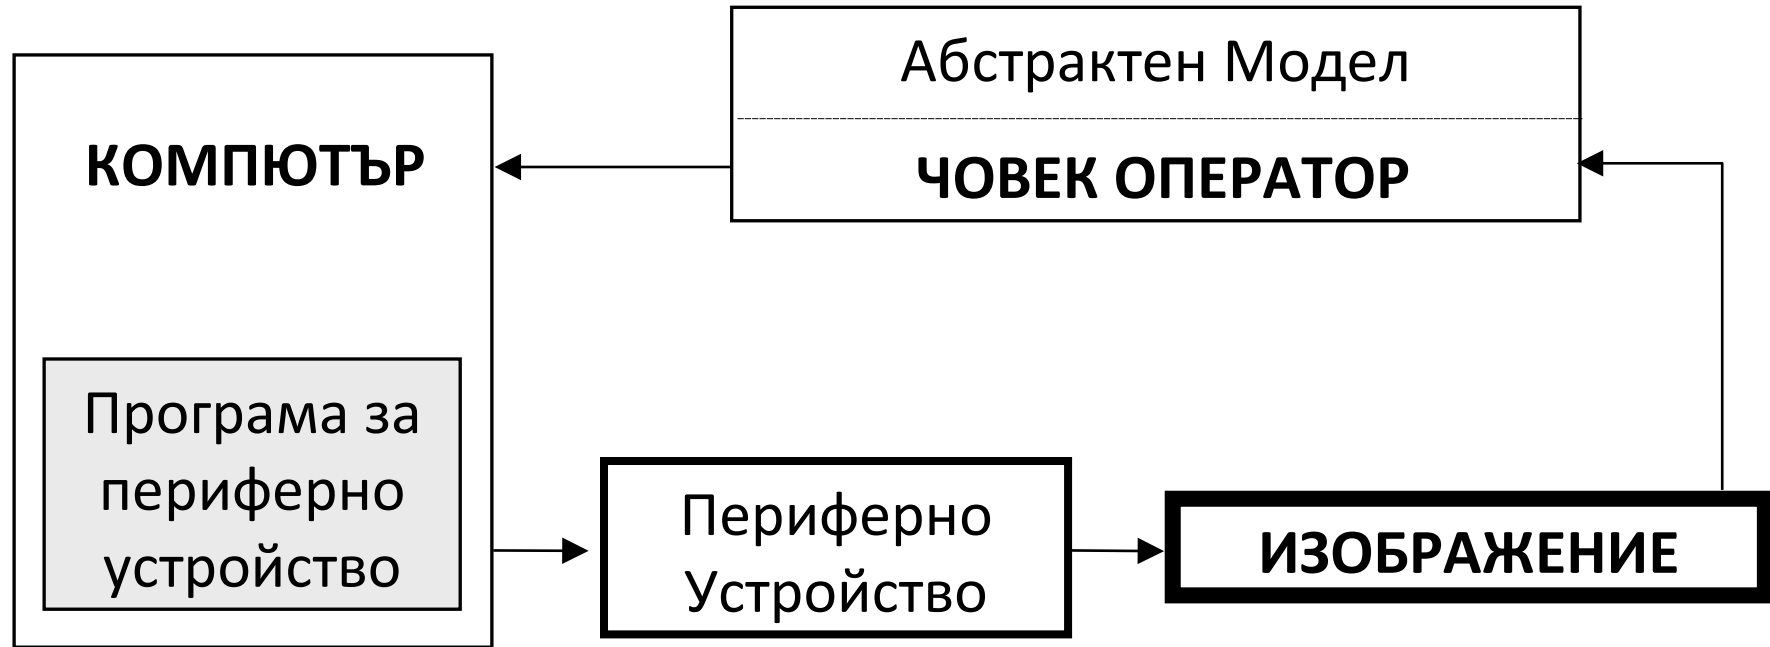 Абстрактен Модел
ЧОВЕК ОПЕРАТОР
КОМПЮТЪР
Програма за
периферно
устройство
Периферно
Устройство
ИЗОБРАЖЕНИЕ